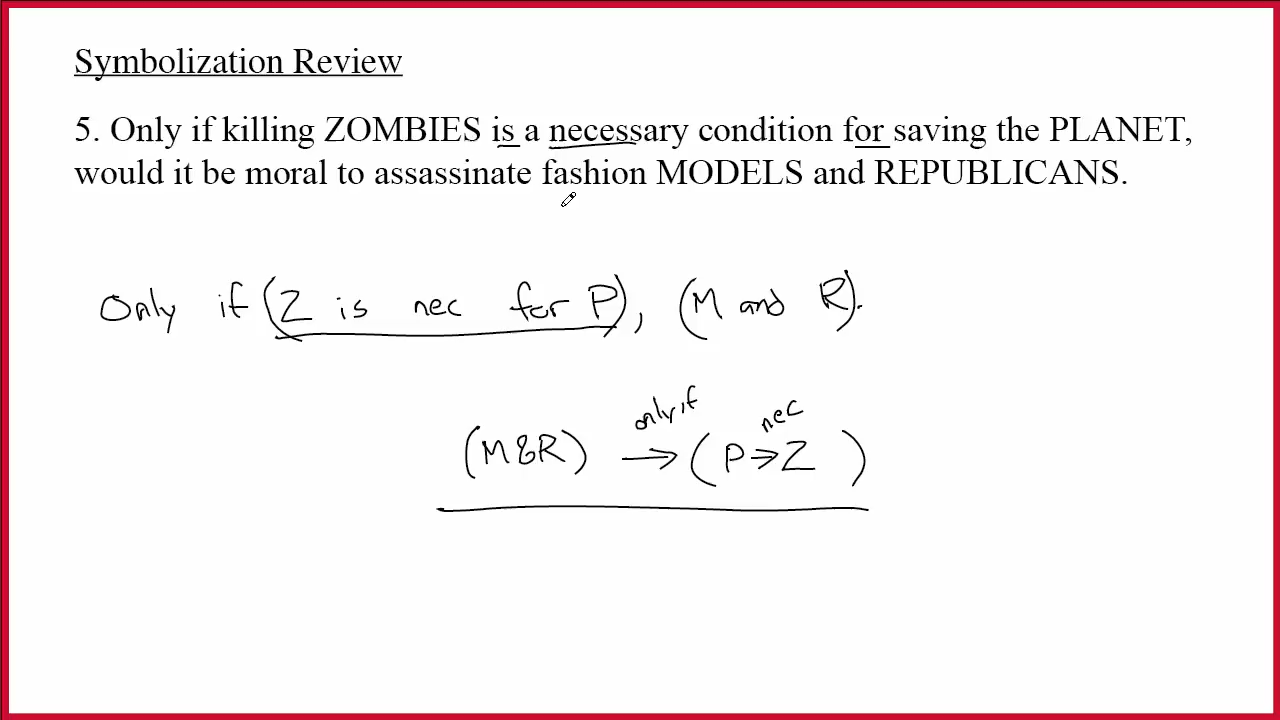 Symbolization Review
5. Only if killing ZOMBIES is a necessary condition for saving the PLANET,
would it be moral to assassinate fashion MODELS and REPUBLICANS.
Only if (Z is nec for P), (M and R).
only if nec
(M & R) → (P → Z)